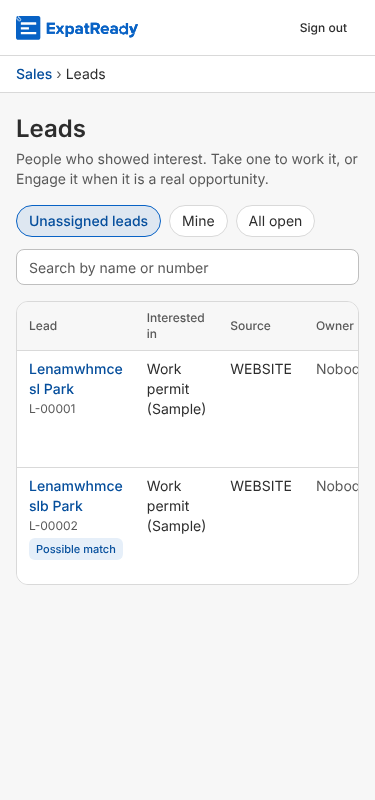 ExpatReady
Sign out
Sales › Leads
Leads
People who showed interest. Take one to work it, or
Engage it when it is a real opportunity.
Unassigned leads
Mine
All open
Search by name or number
Lead
Interested
in
Source
Owner
Lenamwhmce
sl Park
L-00001
Work
permit
(Sample)
WEBSITE
Lenamwhmce
slb Park
L-00002
Possible match
Work
permit
(Sample)
WEBSITE